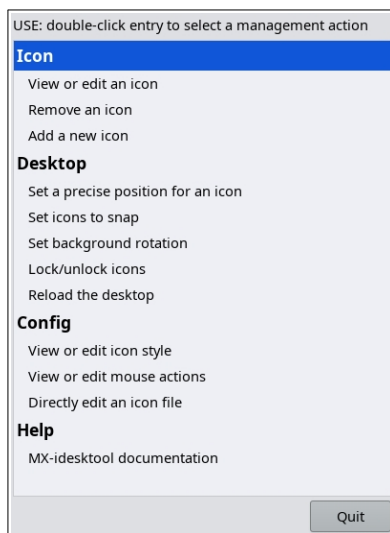 USE: double-click entry to select a management action
Icon
View or edit an icon
Remove an icon
Add a new icon
Desktop
Set a precise position for an icon
Set icons to snap
Set background rotation
Lock/unlock icons
Reload the desktop
Config
View or edit icon style
View or edit mouse actions
Directly edit an icon file
Help
MX-idesktool documentation
Quit